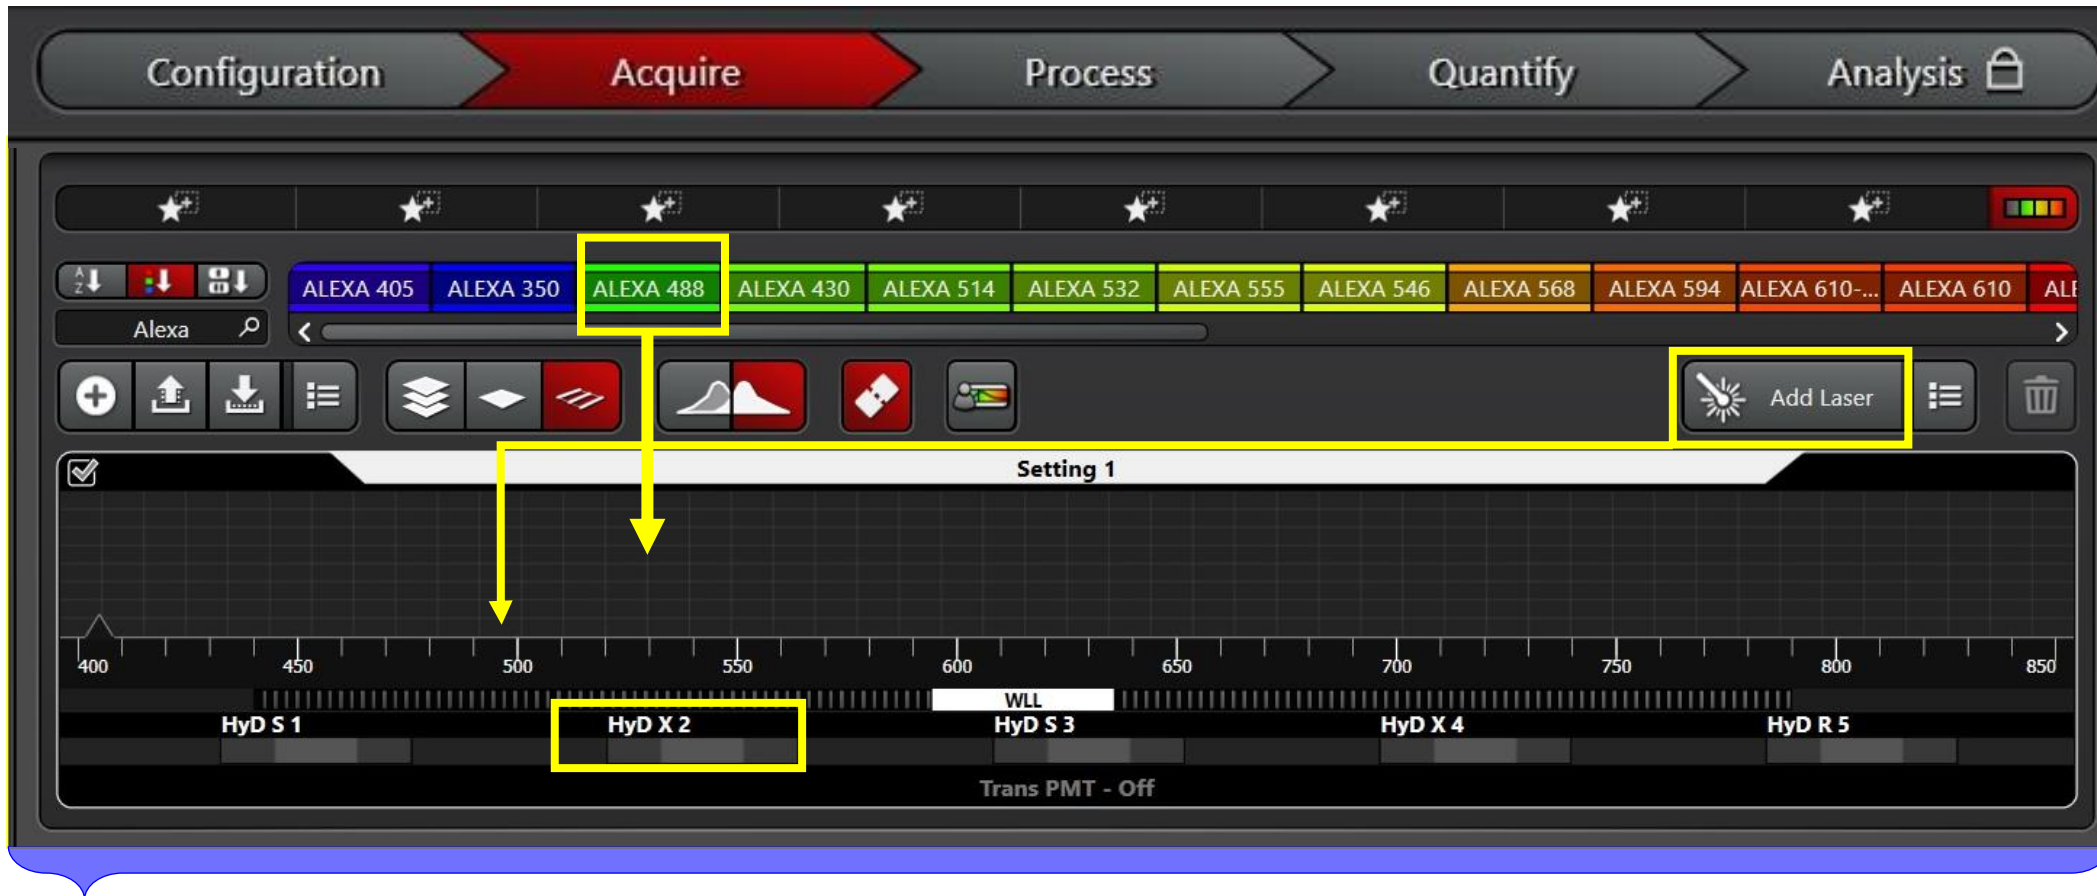 Configuration Acquire Process Quantify Analysis
ALEXA 405 ALEXA 350 ALEXA 488 ALEXA 430 ALEXA 514 ALEXA 532 ALEXA 555 ALEXA 546 ALEXA 568 ALEXA 594 ALEXA 610-... ALEXA 610 ALE
Alexa
Add Laser
Setting 1
400 450 500 550 600 650 700 750 800 850
WLL
HyD S 1 HyD X 2 HyD S 3 HyD X 4 HyD R 5
Trans PMT - Off